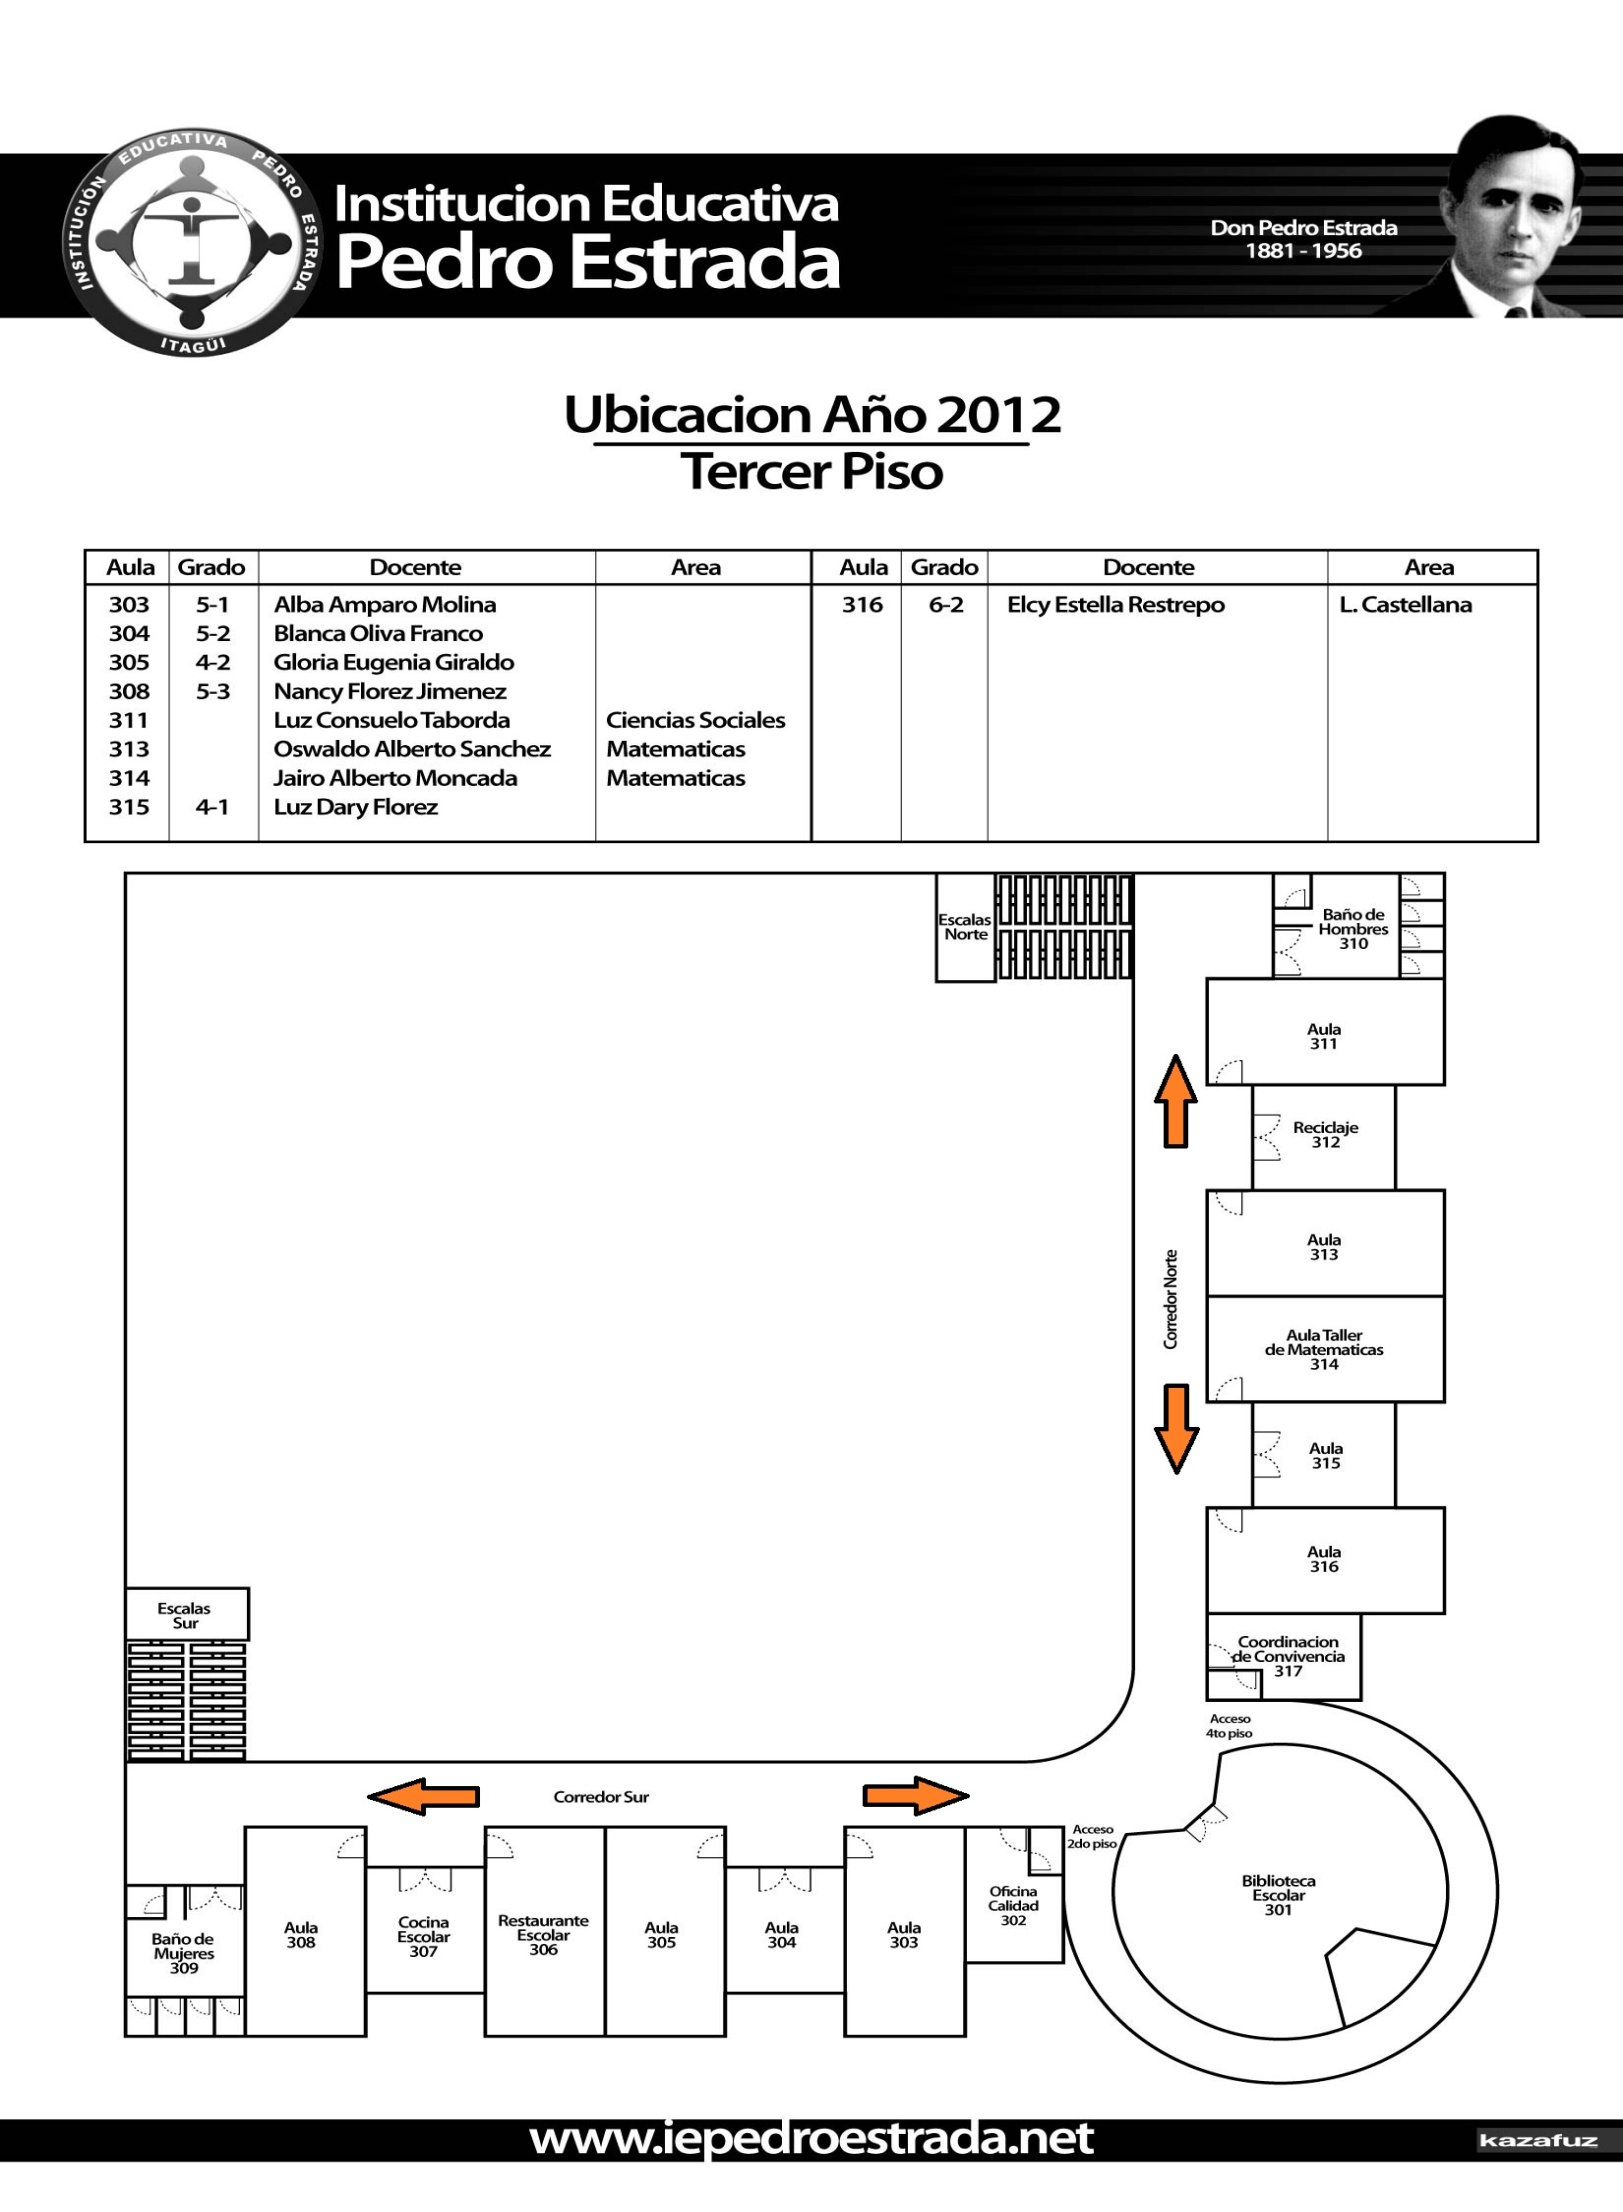 INSTITUCIÓN EDUCATIVA PEDRO ESTRADA
ITAGÜI
Institucion Educativa
Pedro Estrada
Don Pedro Estrada
1881 - 1956
Ubicacion Año 2012
Tercer Piso
Aula Grado Docente Area Aula Grado Docente Area
303 5-1 Alba Amparo Molina 316 6-2 Elcy Estella Restrepo L. Castellana
304 5-2 Blanca Oliva Franco
305 4-2 Gloria Eugenia Giraldo
308 5-3 Nancy Florez Jimenez
311 Luz Consuelo Taborda Ciencias Sociales
313 Oswaldo Alberto Sanchez Matematicas
314 Jairo Alberto Moncada Matematicas
315 4-1 Luz Dary Florez
Escalas
Norte
Baño de
Hombres
310
Aula
311
Reciclaje
312
Corredor Norte
Aula
313
Aula Taller
de Matematicas
314
Aula
315
Aula
316
Escalas
Sur
Coordinacion
de Convivencia
317
Acceso
4to piso
Corredor Sur
Acceso
2do piso
Biblioteca
Escolar
301
Oficina
Calidad
302
Aula
303
Aula
304
Aula
305
Restaurante
Escolar
306
Cocina
Escolar
307
Aula
308
Baño de
Mujeres
309
www.iepedroestrada.net
kazafuz